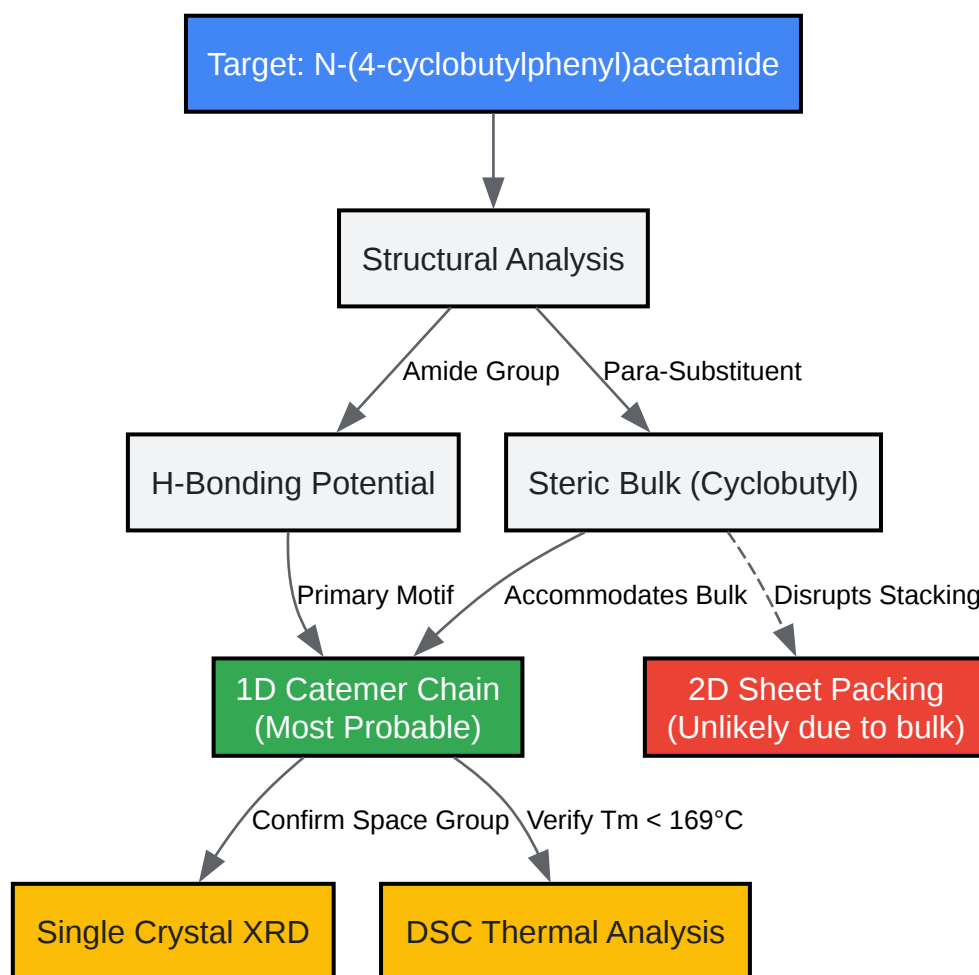 Target: N-(4-cyclobutylphenyl)acetamide
Structural Analysis
Amide Group
Para-Substituent
H-Bonding Potential
Steric Bulk (Cyclobutyl)
Primary Motif
Accommodates Bulk
Disrupts Stacking
1D Catemer Chain
(Most Probable)
2D Sheet Packing
(Unlikely due to bulk)
Confirm Space Group
Verify Tm < 169°C
Single Crystal XRD
DSC Thermal Analysis